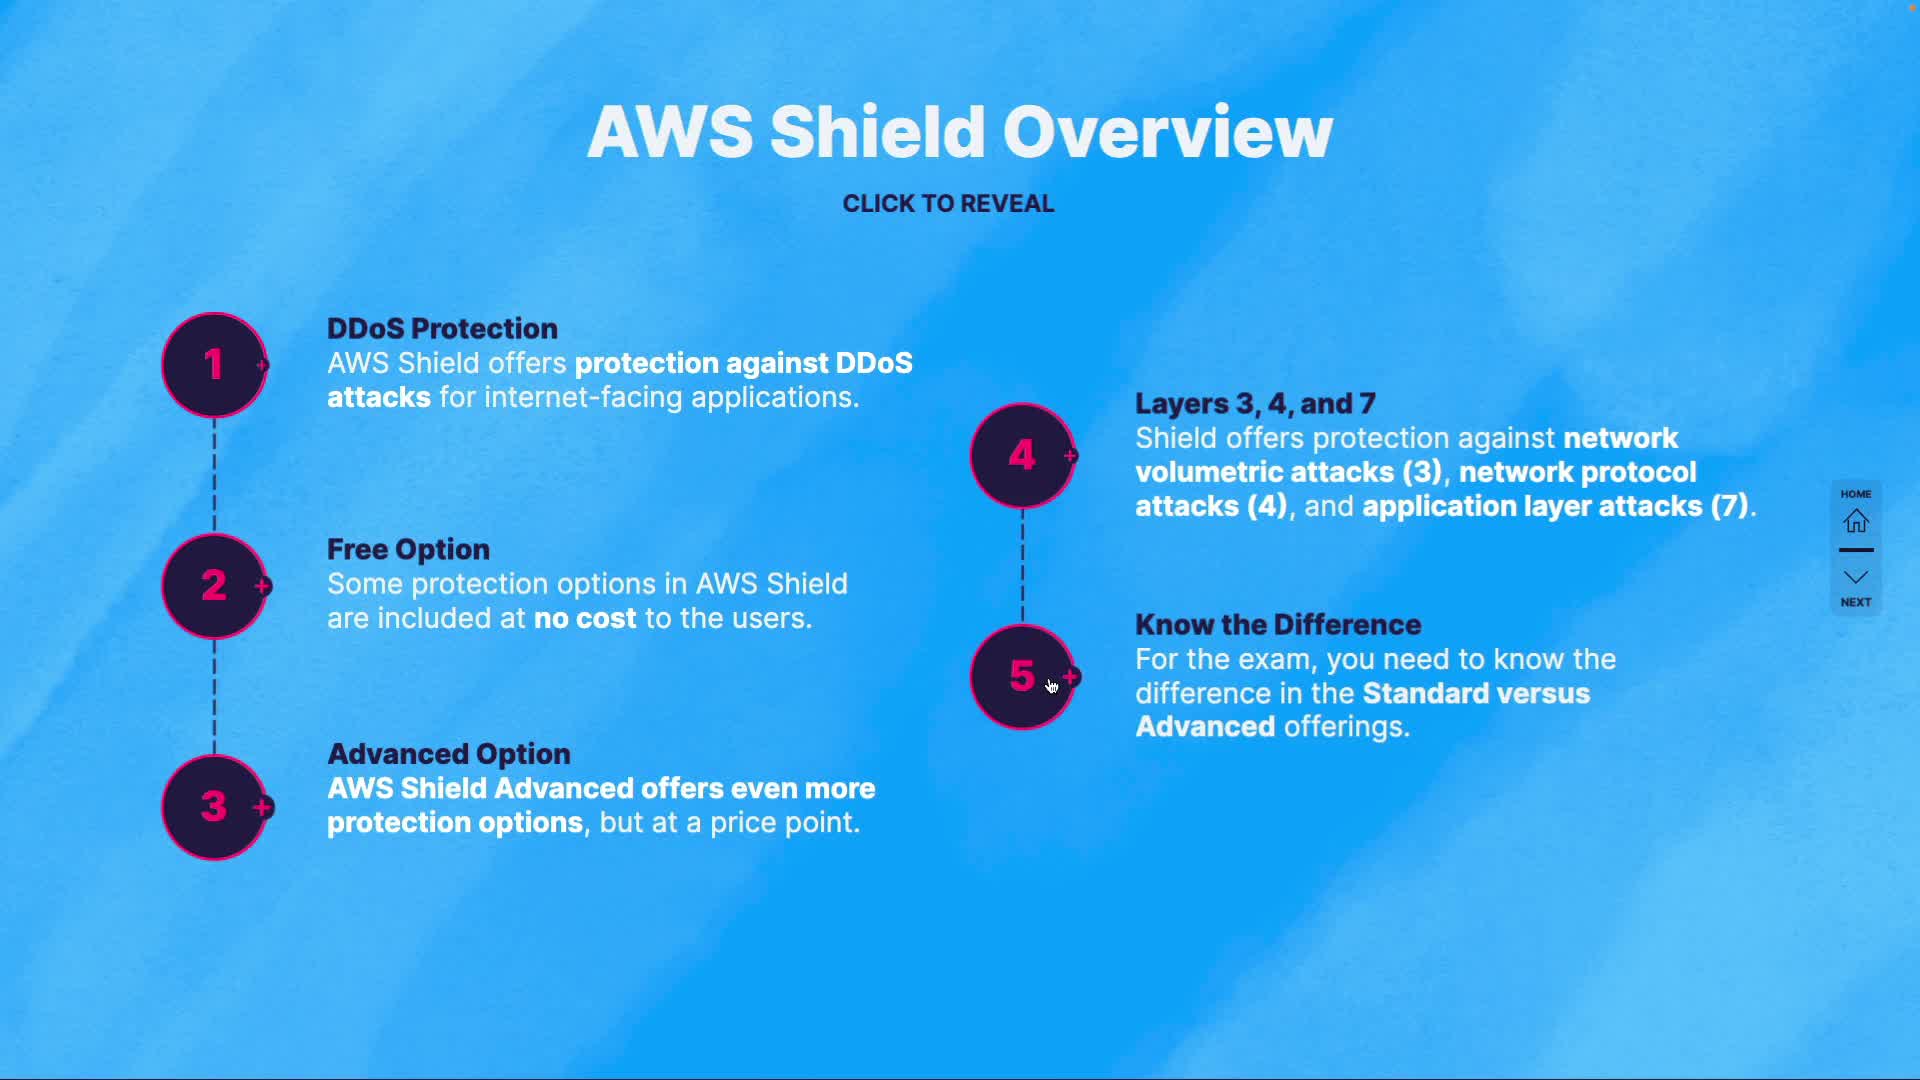 AWS Shield Overview
CLICK TO REVEAL
1
DDoS Protection
AWS Shield offers protection against DDoS
attacks for internet-facing applications.
2
Free Option
Some protection options in AWS Shield
are included at no cost to the users.
3
Advanced Option
AWS Shield Advanced offers even more
protection options, but at a price point.
4
Layers 3, 4, and 7
Shield offers protection against network
volumetric attacks (3), network protocol
attacks (4), and application layer attacks (7).
5
Know the Difference
For the exam, you need to know the
difference in the Standard versus
Advanced offerings.
HOME
NEXT